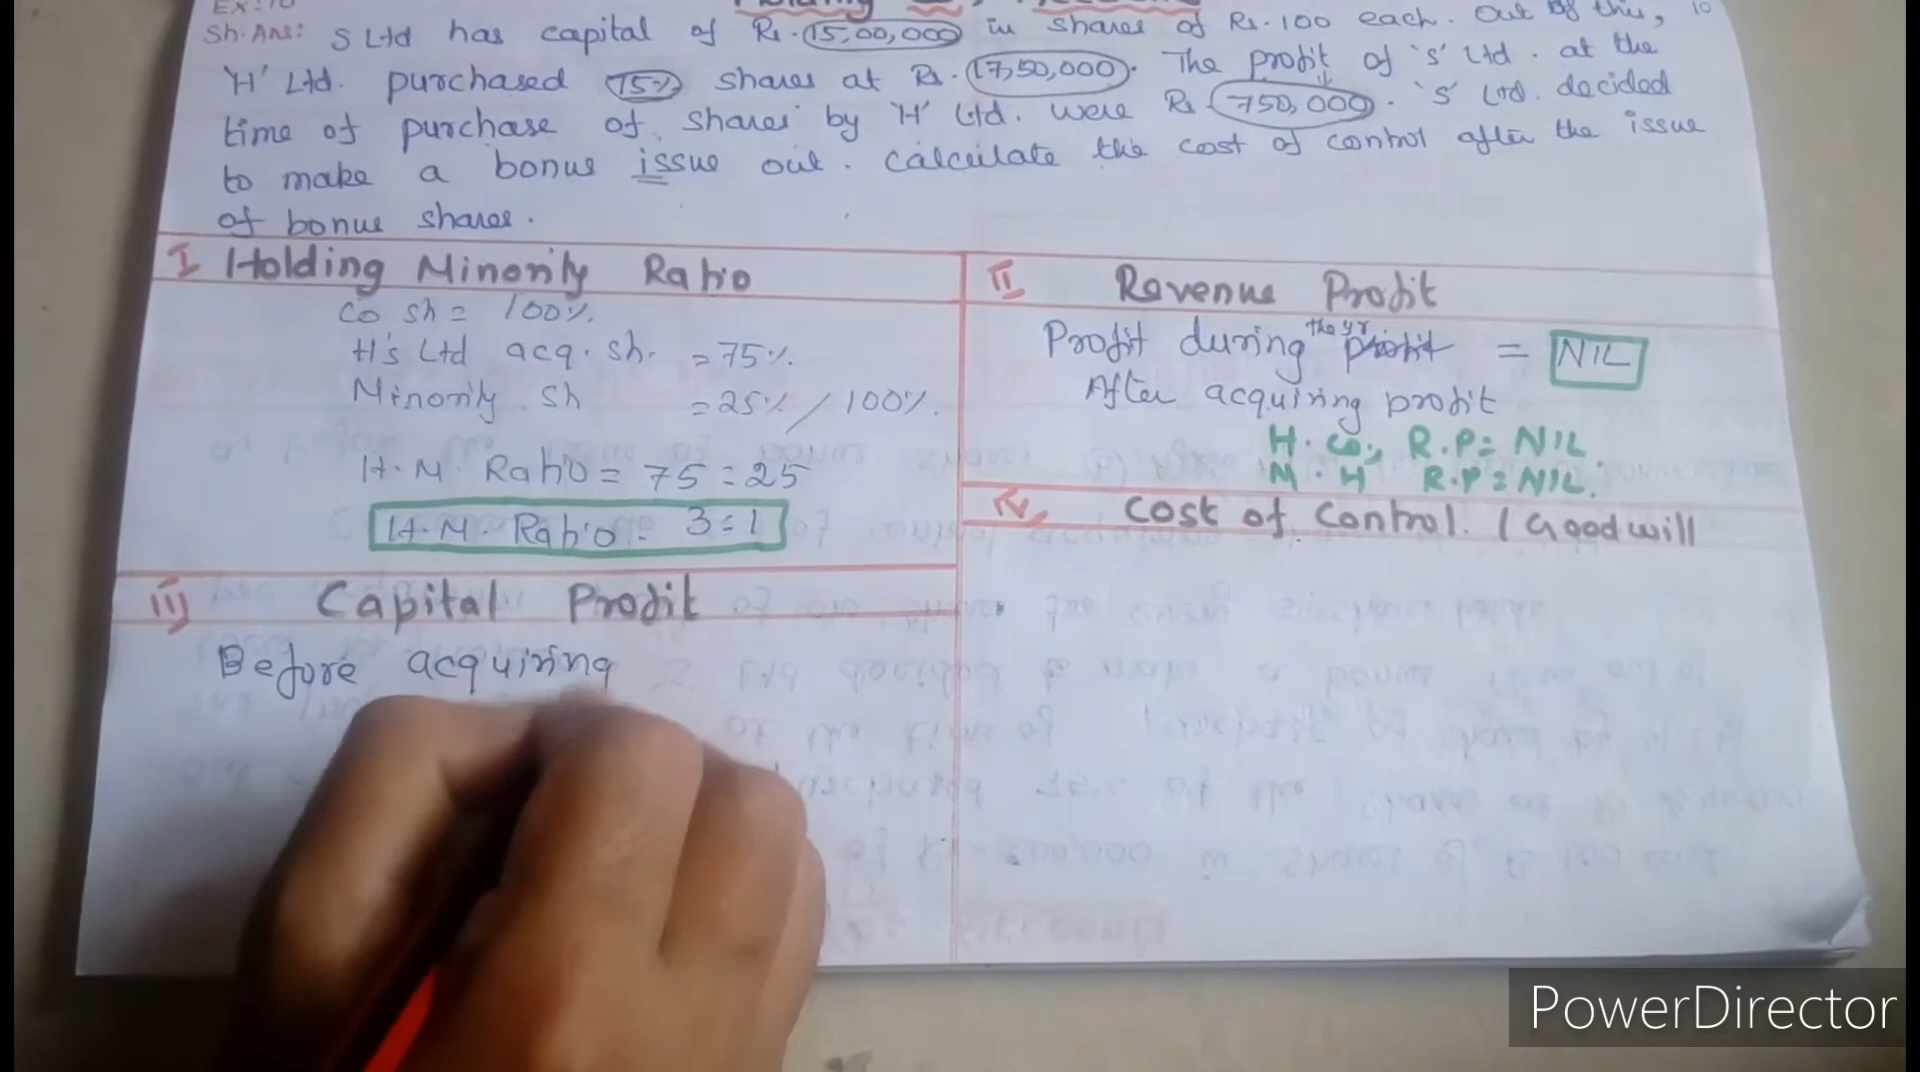 Ex:10
Sh.Ans: S Ltd has capital of Rs. 15,00,000 in shares of Rs. 100 each. Out of this, 10
'H' Ltd. purchased 75% shares at Rs. 17,50,000. The profit of 'S' Ltd. at the
time of purchase of shares by 'H' Ltd. were Rs 750,000. 'S' Ltd. decided
to make a bonus issue out. Calculate the cost of control after the issue
of bonus shares.
I Holding Minority Ratio
Co sh = 100%.
H's Ltd acq. sh. = 75%.
Minority sh = 25% / 100%.
H.M. Ratio = 75:25
H.M. Ratio = 3:1
II Revenue Profit
Profit during the yr profit = NIL
After acquiring profit
H. Co; R.P = NIL
M. H R.P = NIL.
III Capital Profit
Before acquiring
IV Cost of Control. / Goodwill
PowerDirector